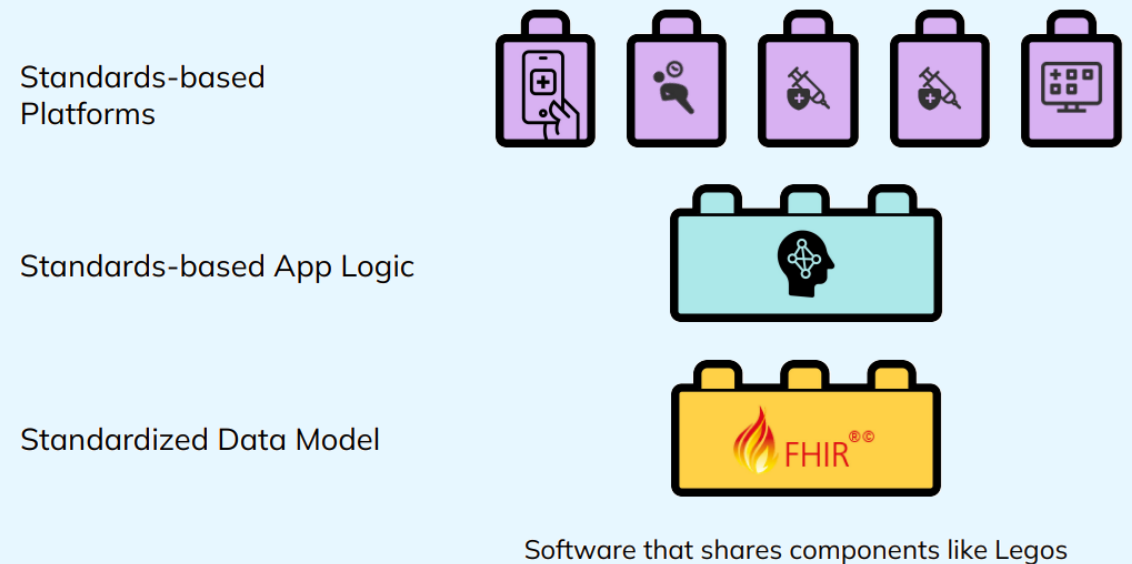 Standards-based
Platforms
Standards-based App Logic
Standardized Data Model
FHIR®©
Software that shares components like Legos